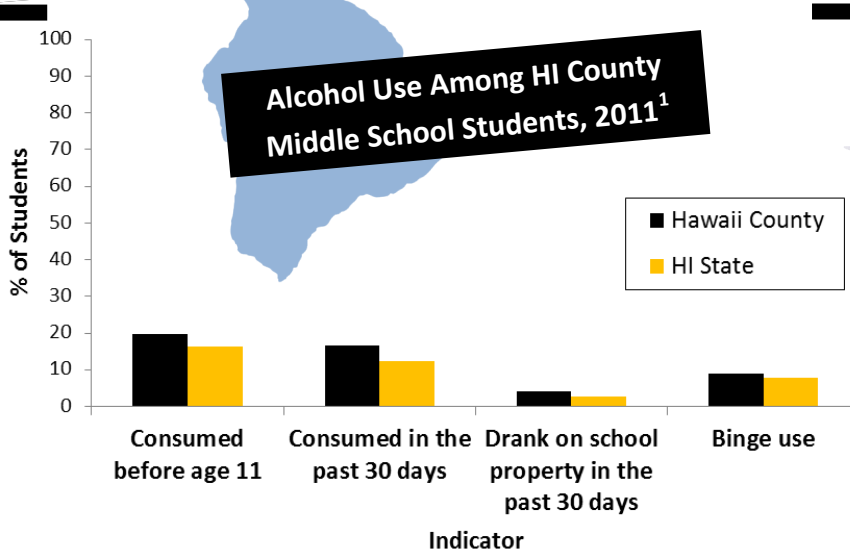 Alcohol Use Among HI County
Middle School Students, 2011¹
% of Students
100
90
80
70
60
50
40
30
20
10
0
Hawaii County
HI State
Consumed
before age 11
Consumed in the
past 30 days
Drank on school
property in the
past 30 days
Binge use
Indicator